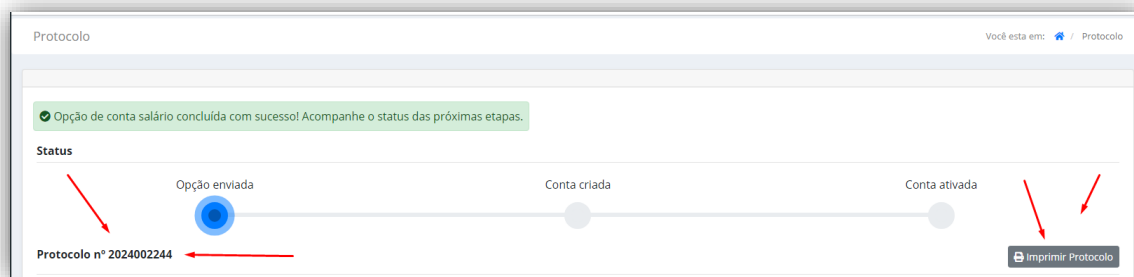 Protocolo
Você esta em: / Protocolo
Opção de conta salário concluída com sucesso! Acompanhe o status das próximas etapas.
Status
Opção enviada Conta criada Conta ativada
Protocolo nº 2024002244 Imprimir Protocolo